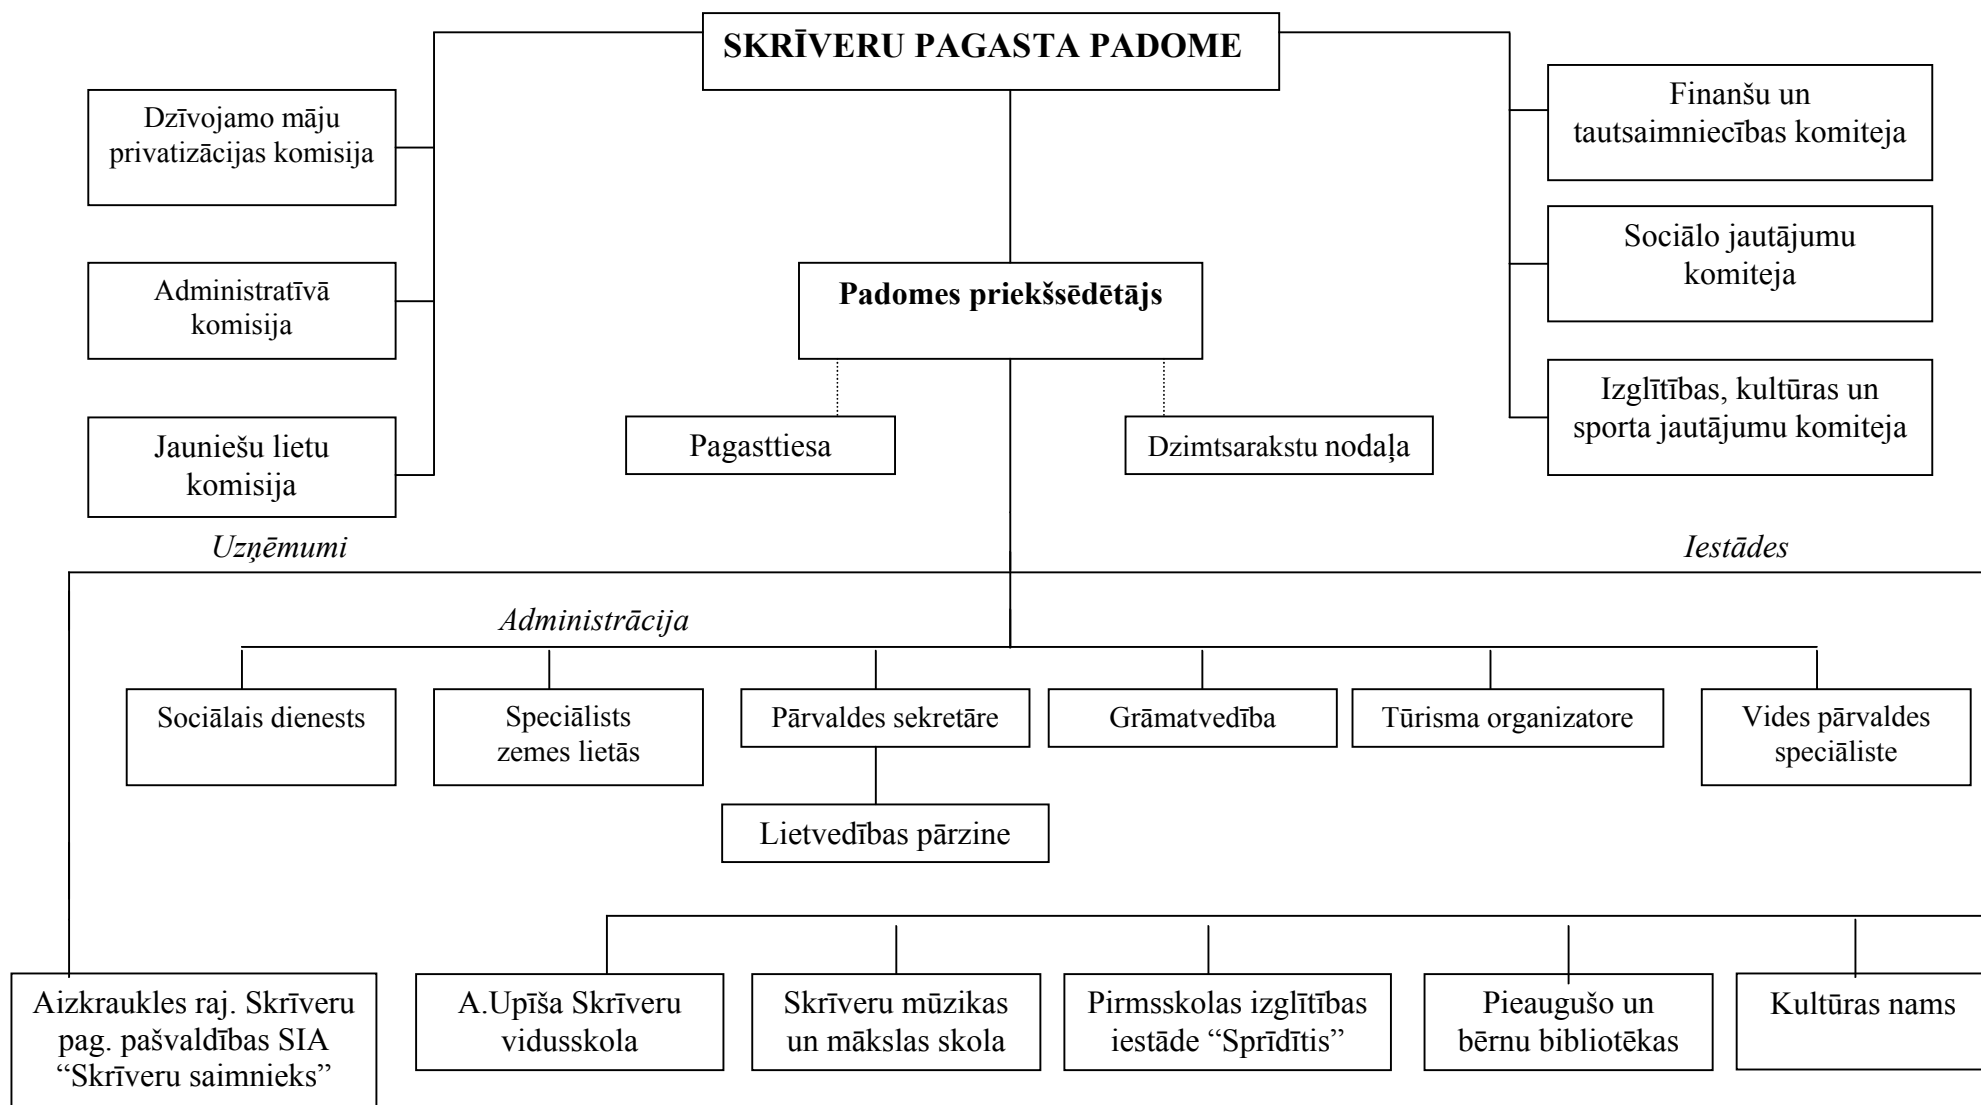 SKRĪVERU PAGASTA PADOME
Dzīvojamo māju
privatizācijas komisija
Finanšu un
tautsaimniecības komiteja
Administratīvā
komisija
Padomes priekšsēdētājs
Sociālo jautājumu
komiteja
Jauniešu lietu
komisija
Pagasttiesa
Dzimtsarakstu nodaļa
Izglītības, kultūras un
sporta jautājumu komiteja
Uzņēmumi
Iestādes
Administrācija
Sociālais dienests
Speciālists
zemes lietās
Pārvaldes sekretāre
Grāmatvedība
Tūrisma organizatore
Vides pārvaldes
speciāliste
Lietvedības pārzine
Aizkraukles raj. Skrīveru
pag. pašvaldības SIA
“Skrīveru saimnieks”
A.Upīša Skrīveru
vidusskola
Skrīveru mūzikas
un mākslas skola
Pirmsskolas izglītības
iestāde “Sprīdītis”
Pieaugušo un
bērnu bibliotēkas
Kultūras nams